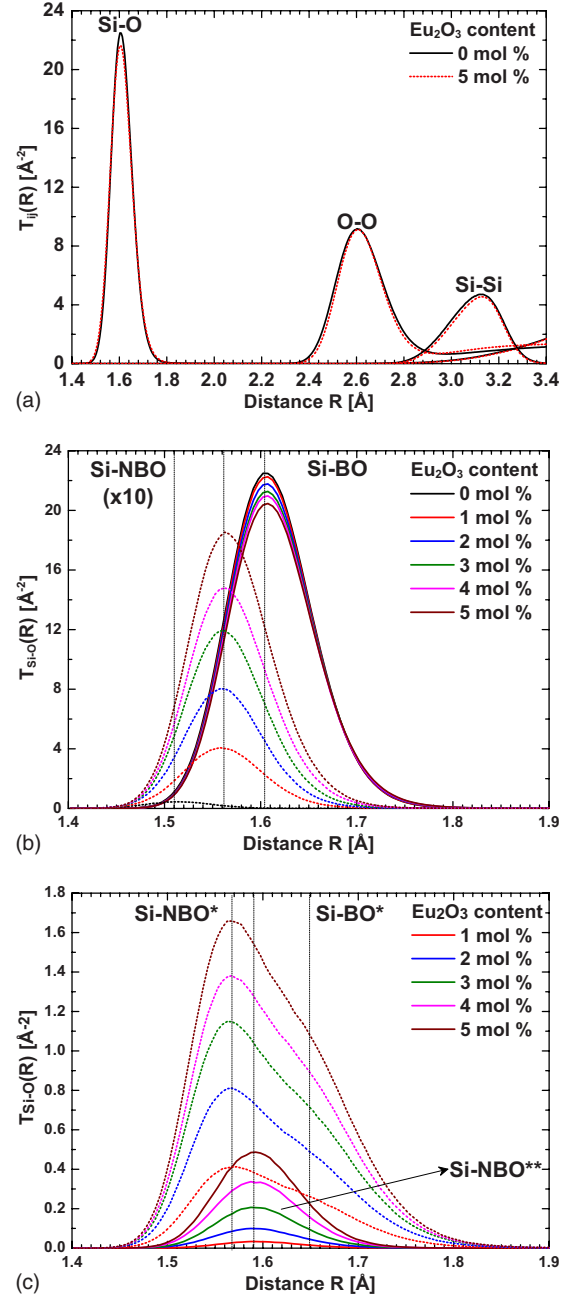 Si-O
Eu₂O₃ content
0 mol %
5 mol %
O-O
Si-Si
Tᵢⱼ(R) [Å⁻²]
24
20
16
12
8
4
0
1.4 1.6 1.8 2.0 2.2 2.4 2.6 2.8 3.0 3.2 3.4
(a) Distance R [Å]
Si-NBO
(x10)
Si-BO
Eu₂O₃ content
0 mol %
1 mol %
2 mol %
3 mol %
4 mol %
5 mol %
T_Si-O(R) [Å⁻²]
24
20
16
12
8
4
0
1.4 1.5 1.6 1.7 1.8 1.9
(b) Distance R [Å]
Si-NBO* Si-BO*
Eu₂O₃ content
1 mol %
2 mol %
3 mol %
4 mol %
5 mol %
Si-NBO**
T_Si-O(R) [Å⁻²]
1.8
1.6
1.4
1.2
1.0
0.8
0.6
0.4
0.2
0.0
1.4 1.5 1.6 1.7 1.8 1.9
(c) Distance R [Å]